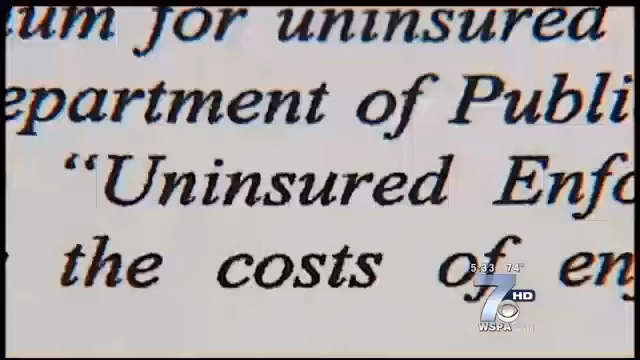 um for uninsured
epartment of Publi
“Uninsured Enfo
the costs of en
5:33 74°
7 HD
WSPA